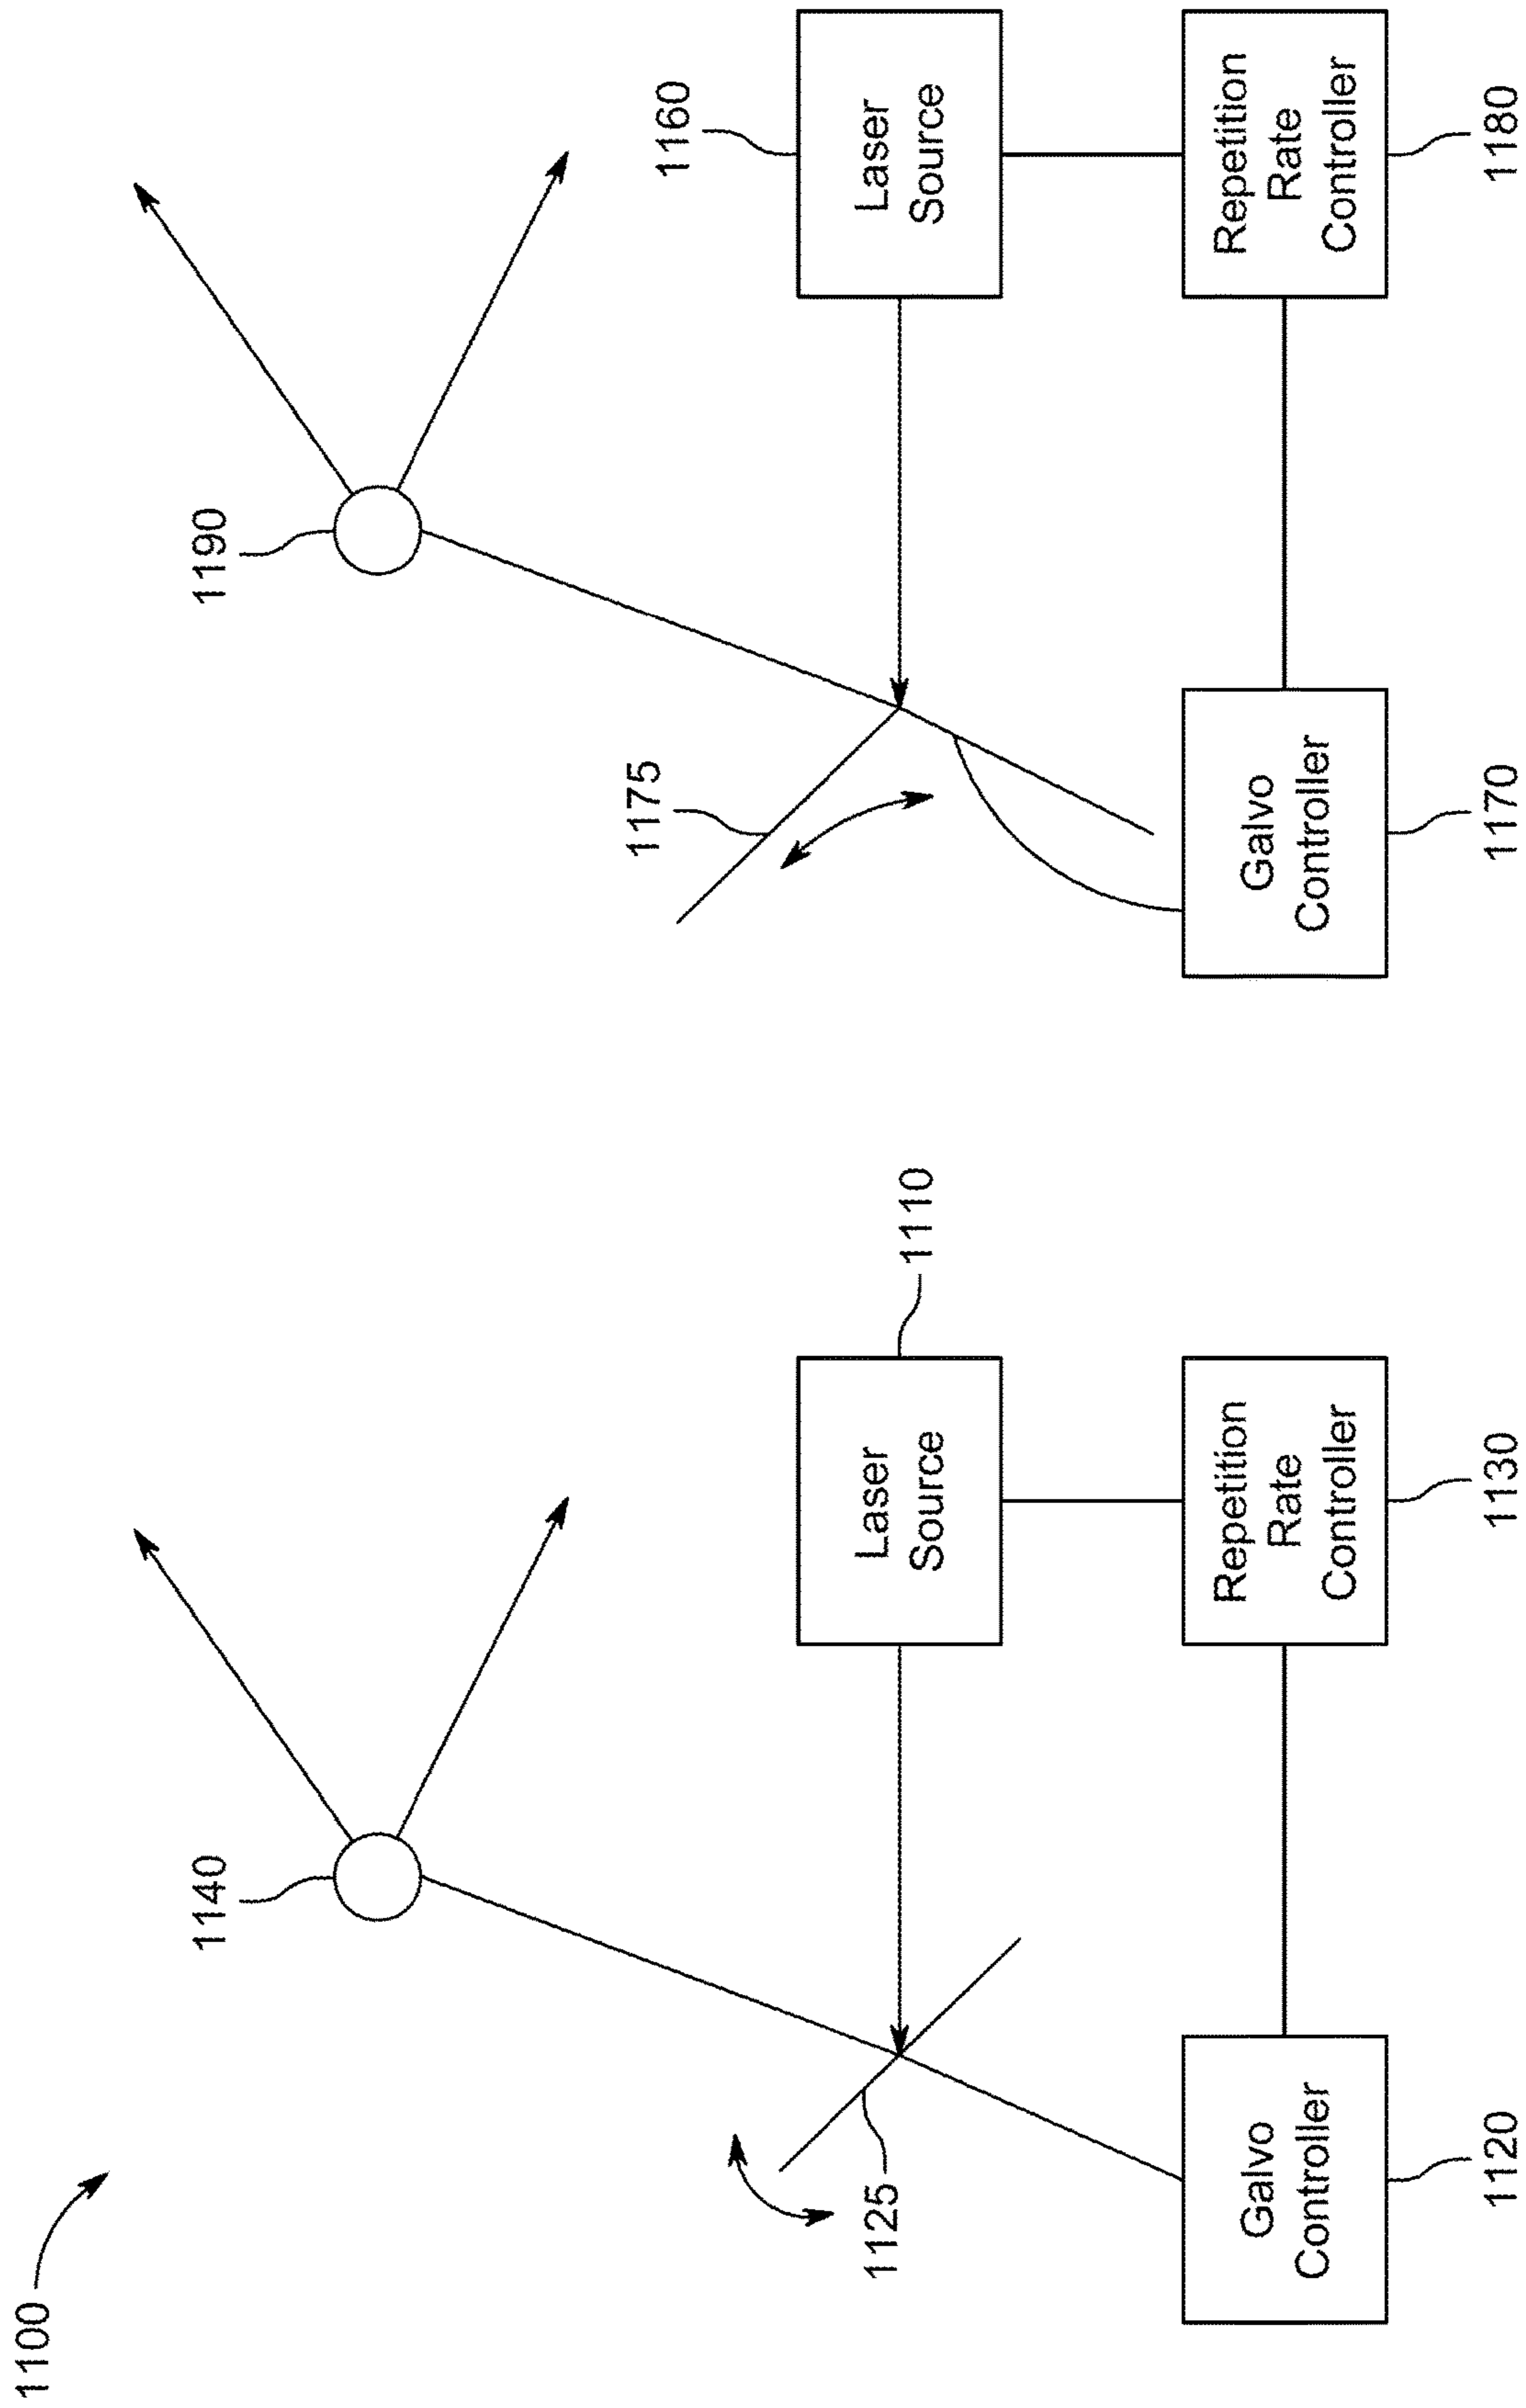 1100
1140
1125
Laser
Source
1110
Galvo
Controller
1120
Repetition
Rate
Controller
1130
1190
1175
1160
Laser
Source
Galvo
Controller
1170
Repetition
Rate
Controller
1180